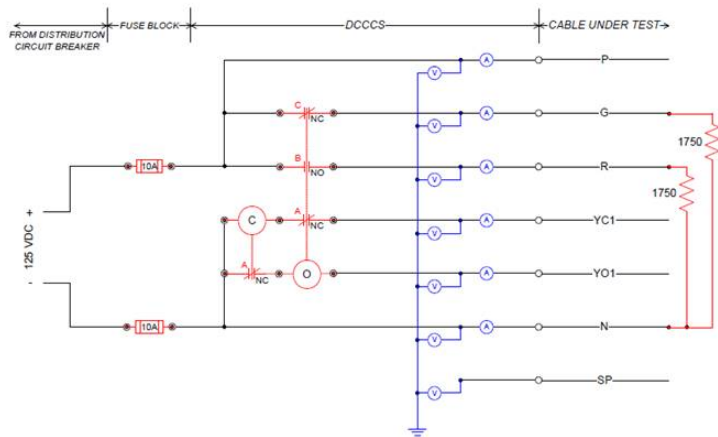 FROM DISTRIBUTION
CIRCUIT BREAKER
FUSE BLOCK
DCCCS
CABLE UNDER TEST
V A P
C NC V A G
1750
B NO V A R
10A
1750
C A NC V A YC1
125 VDC + -
A NC O V A YO1
10A V A N
V SP